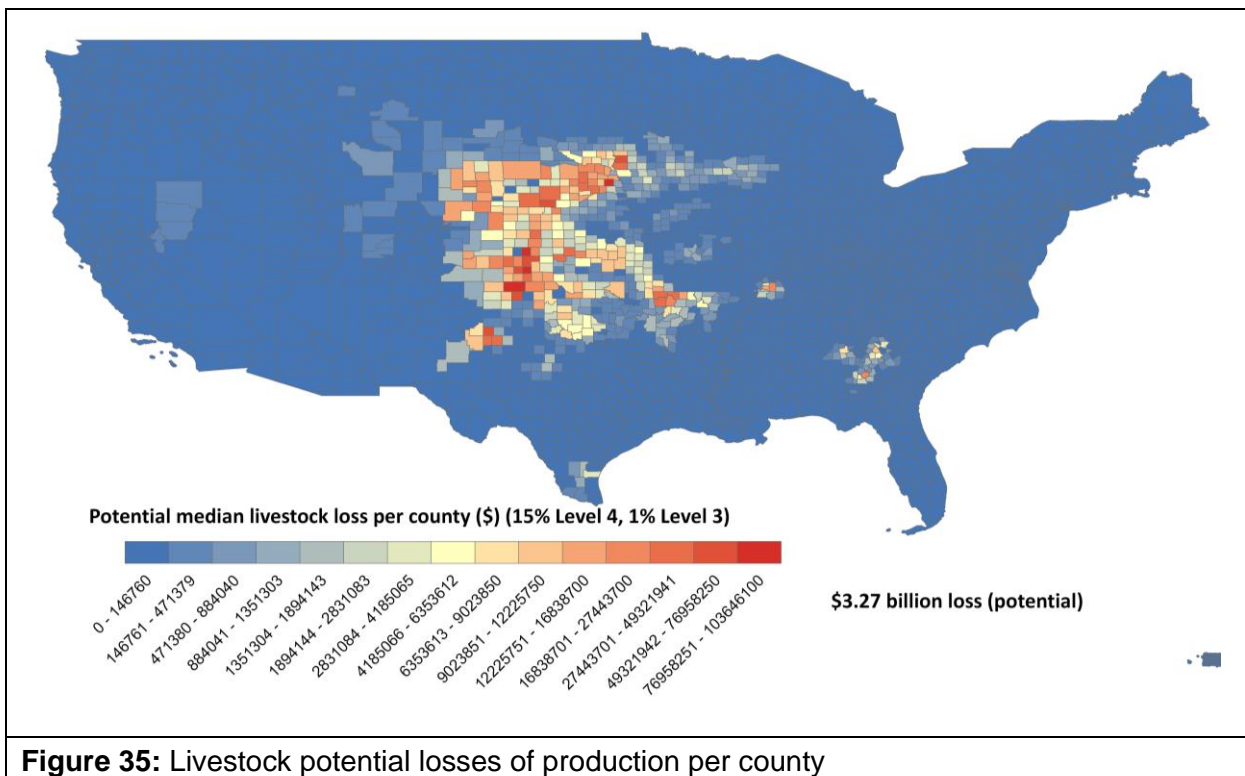 Potential median livestock loss per county ($) (15% Level 4, 1% Level 3)
0 - 146760
146761 - 471379
471380 - 884040
884041 - 1351303
1351304 - 1894143
1894144 - 2831083
2831084 - 4185065
4185066 - 6353612
6353613 - 9023850
9023851 - 12225750
12225751 - 16838700
16838701 - 27443700
27443701 - 49321941
49321942 - 76958250
76958251 - 103646100
$3.27 billion loss (potential)
Figure 35: Livestock potential losses of production per county